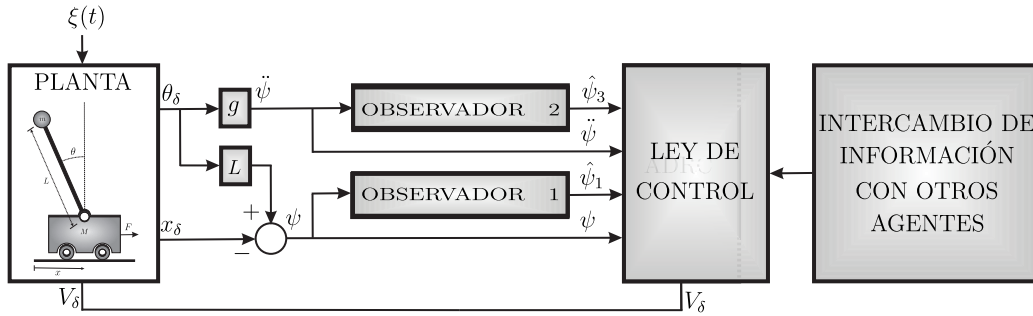 ξ(t)
PLANTA
m
θ
L
M
F
x
θ_δ
x_δ
V_δ
g
ψ̈
L
+
−
ψ
OBSERVADOR 2
OBSERVADOR 1
ψ̂_3
ψ̈
ψ̂_1
ψ
LEY DE
CONTROL
V_δ
INTERCAMBIO DE
INFORMACIÓN
CON OTROS
AGENTES